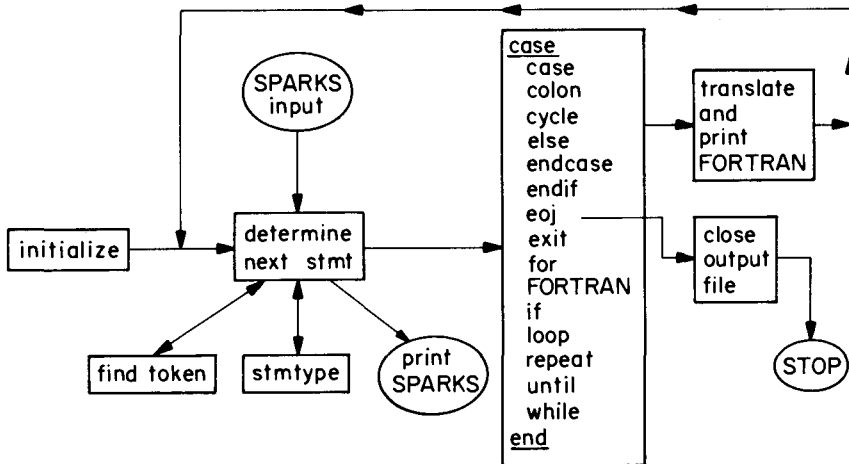 SPARKS
input
initialize
determine
next stmt
find token
stmtype
print
SPARKS
case
case
colon
cycle
else
endcase
endif
eoj
exit
for
FORTRAN
if
loop
repeat
until
while
end
translate
and
print
FORTRAN
close
output
file
STOP